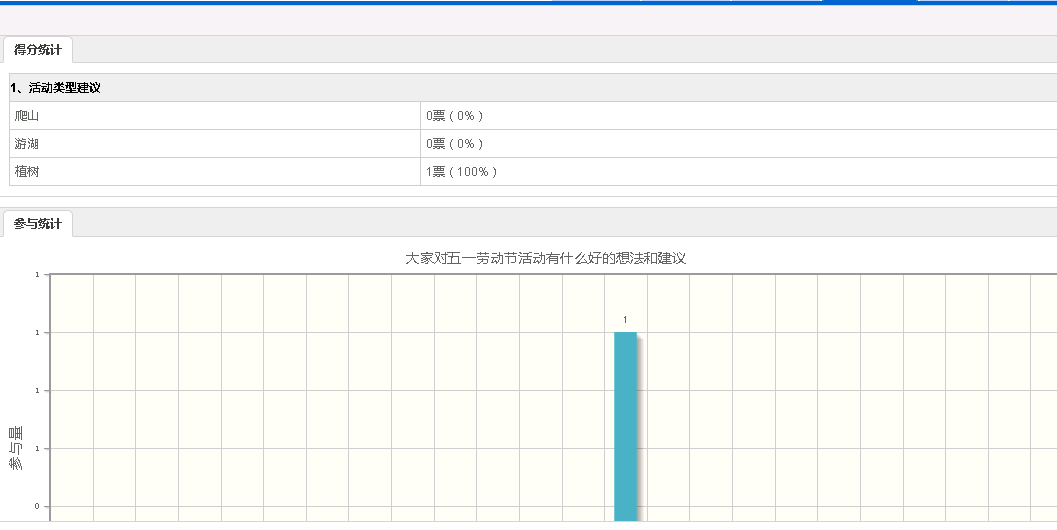 得分统计
1、活动类型建议
爬山 0票 ( 0% )
游湖 0票 ( 0% )
植树 1票 ( 100% )
参与统计
大家对五一劳动节活动有什么好的想法和建议
1
1
1
1
1
0
参与量